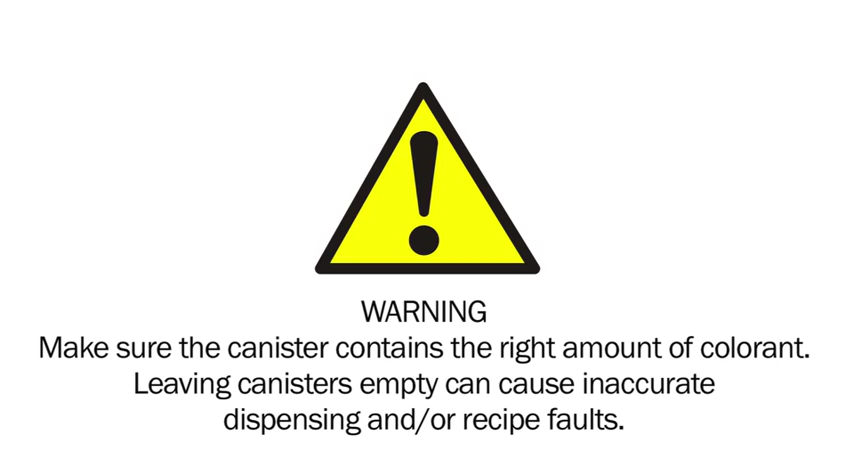 WARNING
Make sure the canister contains the right amount of colorant.
Leaving canisters empty can cause inaccurate
dispensing and/or recipe faults.